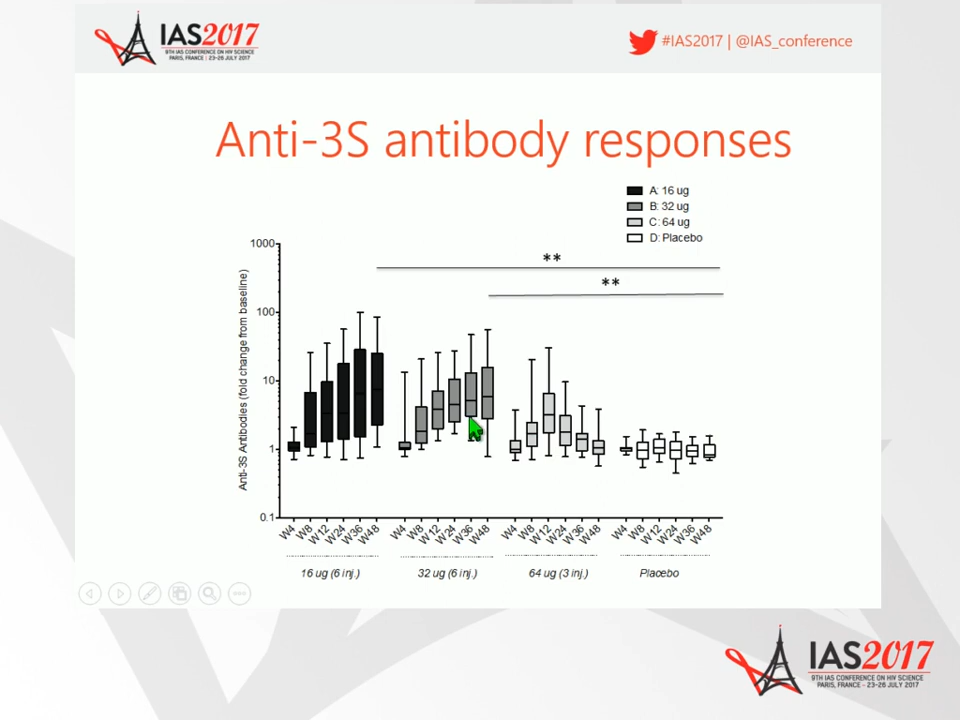 IAS2017
9TH IAS CONFERENCE ON HIV SCIENCE
PARIS, FRANCE | 23-26 JULY 2017
#IAS2017 | @IAS_conference
Anti-3S antibody responses
A: 16 ug
B: 32 ug
C: 64 ug
D: Placebo
Anti-3S Antibodies (fold change from baseline)
1000
100
10
1
0.1
**
**
W4 W8 W12 W24 W36 W48
W4 W8 W12 W24 W36 W48
W4 W8 W12 W24 W36 W48
W4 W8 W12 W24 W36 W48
16 ug (6 inj.)
32 ug (6 inj.)
64 ug (3 inj.)
Placebo
IAS2017
9TH IAS CONFERENCE ON HIV SCIENCE
PARIS, FRANCE - 23-26 JULY 2017